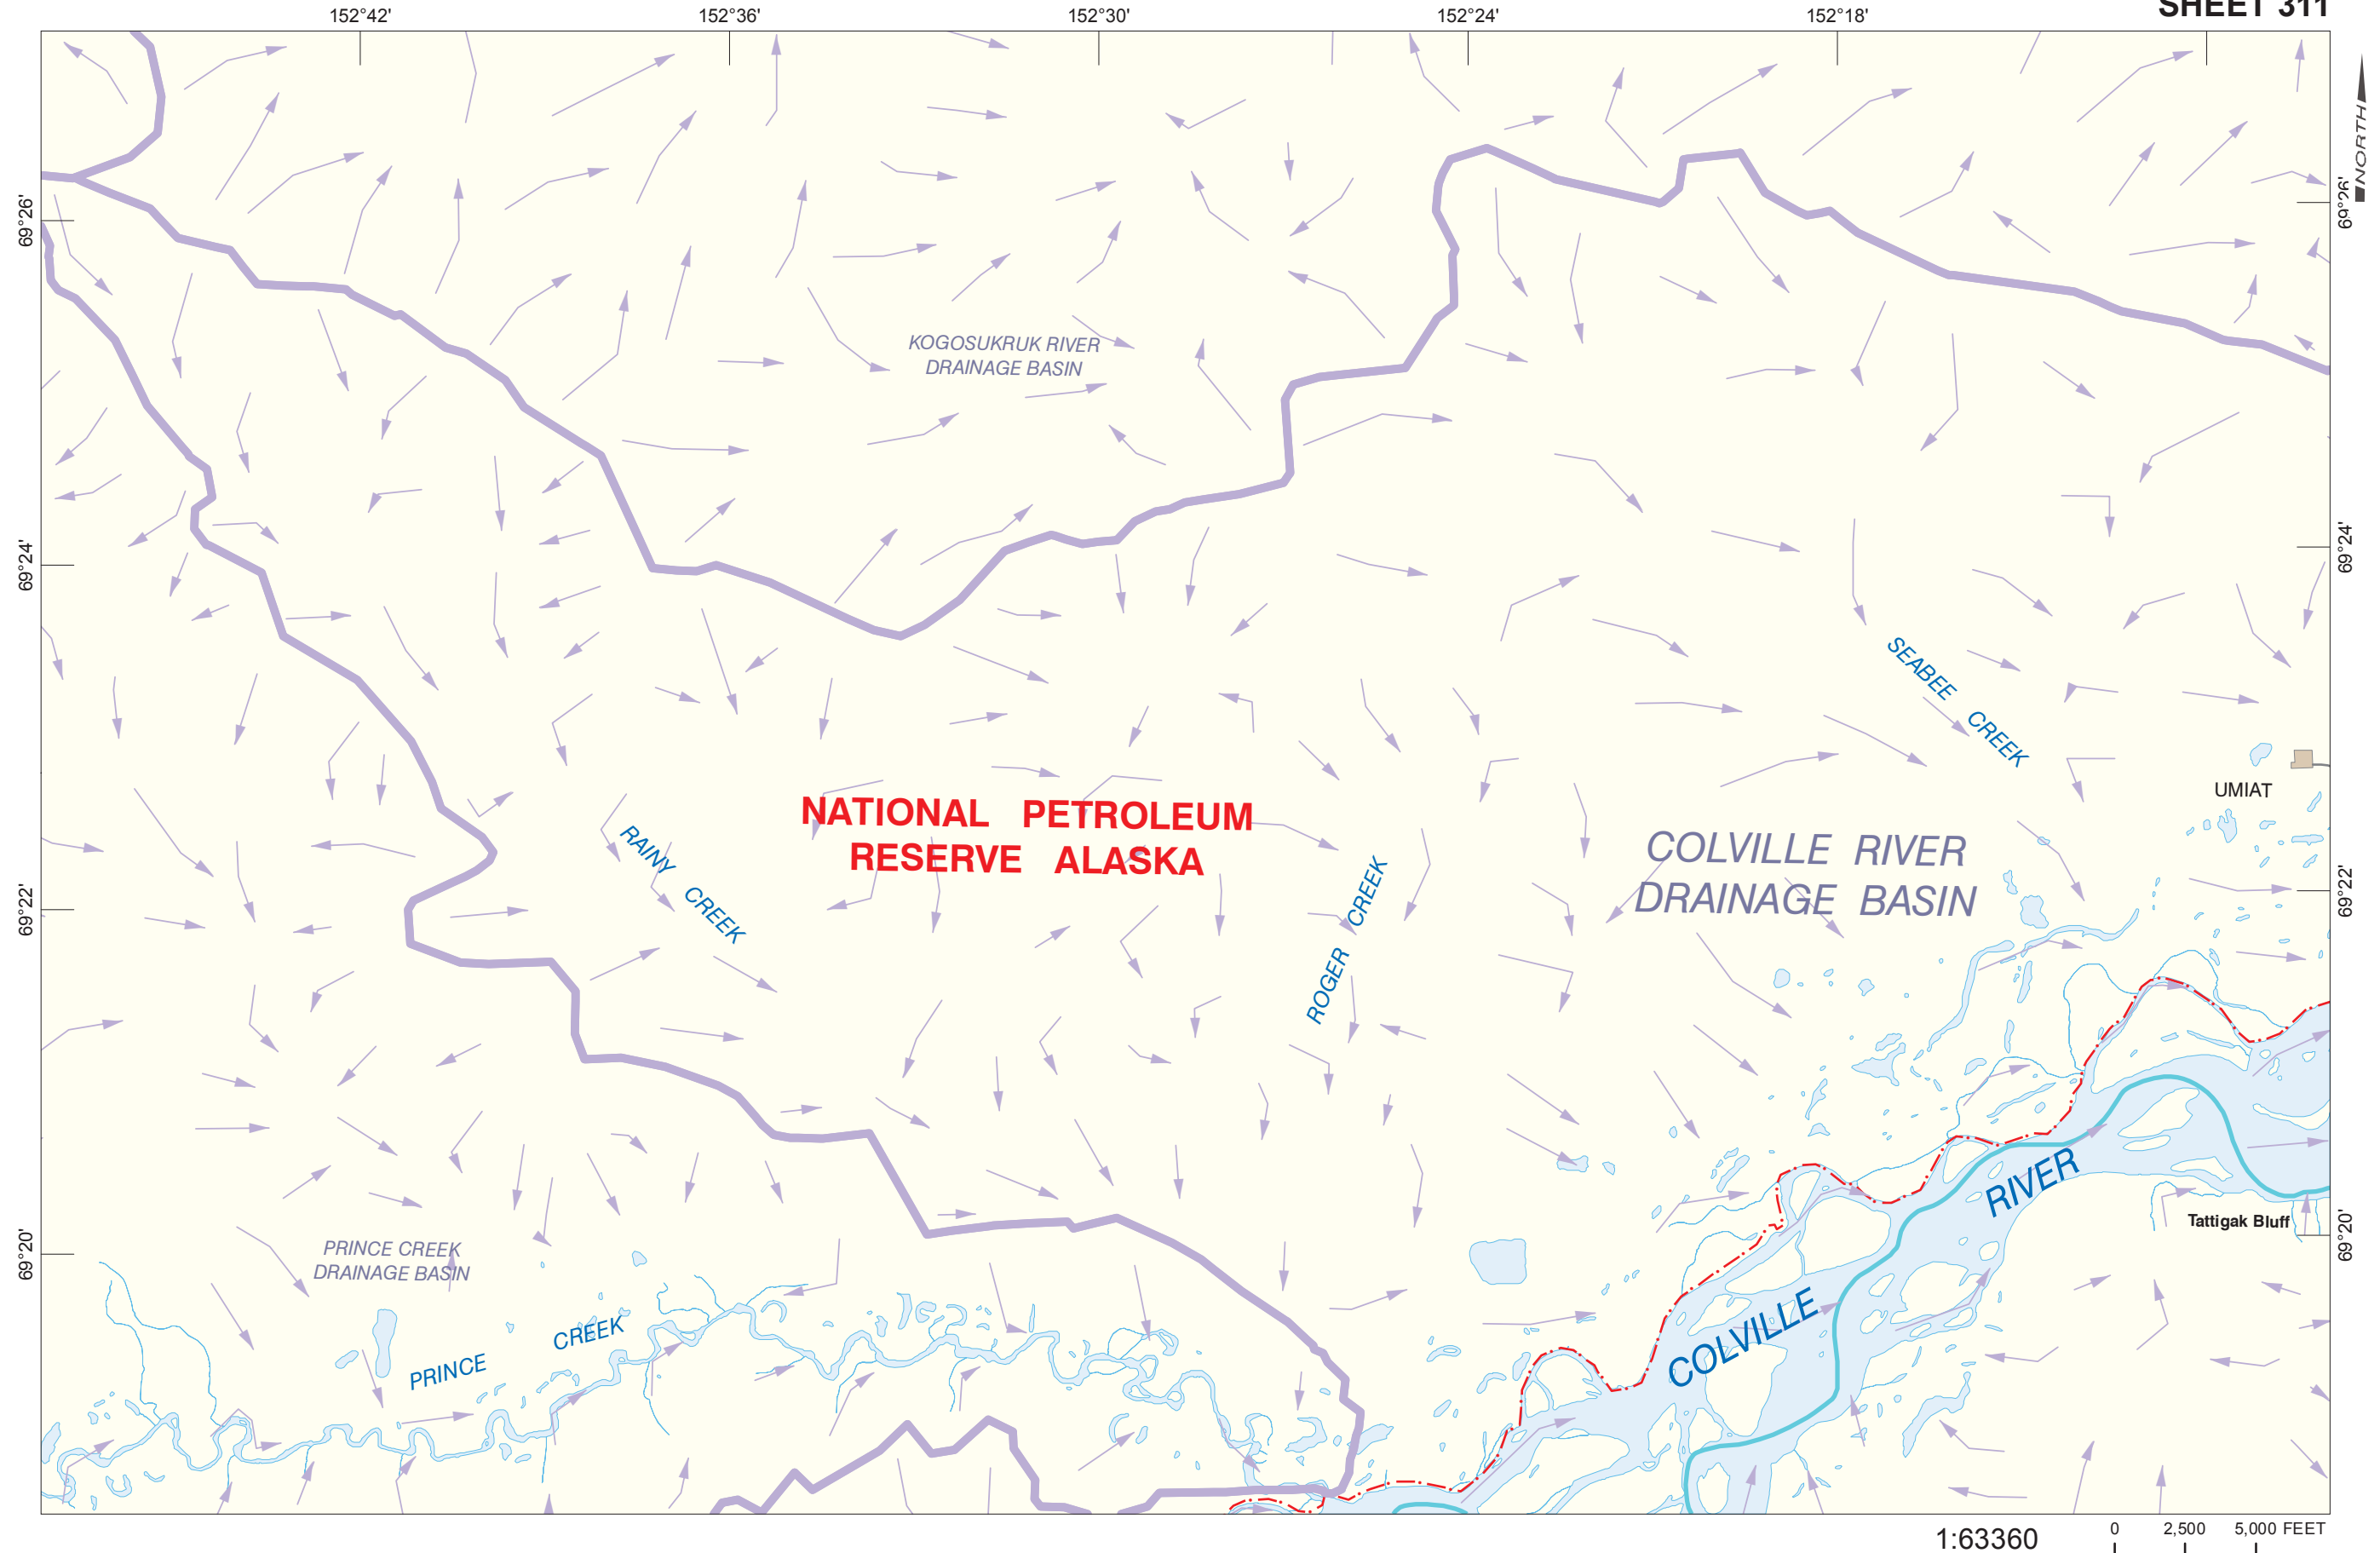 SHEET 311
152°42'
152°36'
152°30'
152°24'
152°18'
NORTH
69°26'
69°26'
KOGOSUKRUK RIVER
DRAINAGE BASIN
69°24'
69°24'
SEABEE CREEK
UMIAT
NATIONAL PETROLEUM
RESERVE ALASKA
RAINY CREEK
ROGER CREEK
COLVILLE RIVER
DRAINAGE BASIN
69°22'
69°22'
COLVILLE RIVER
Tattigak Bluff
69°20'
69°20'
PRINCE CREEK
DRAINAGE BASIN
PRINCE CREEK
1:63360
0 2,500 5,000 FEET